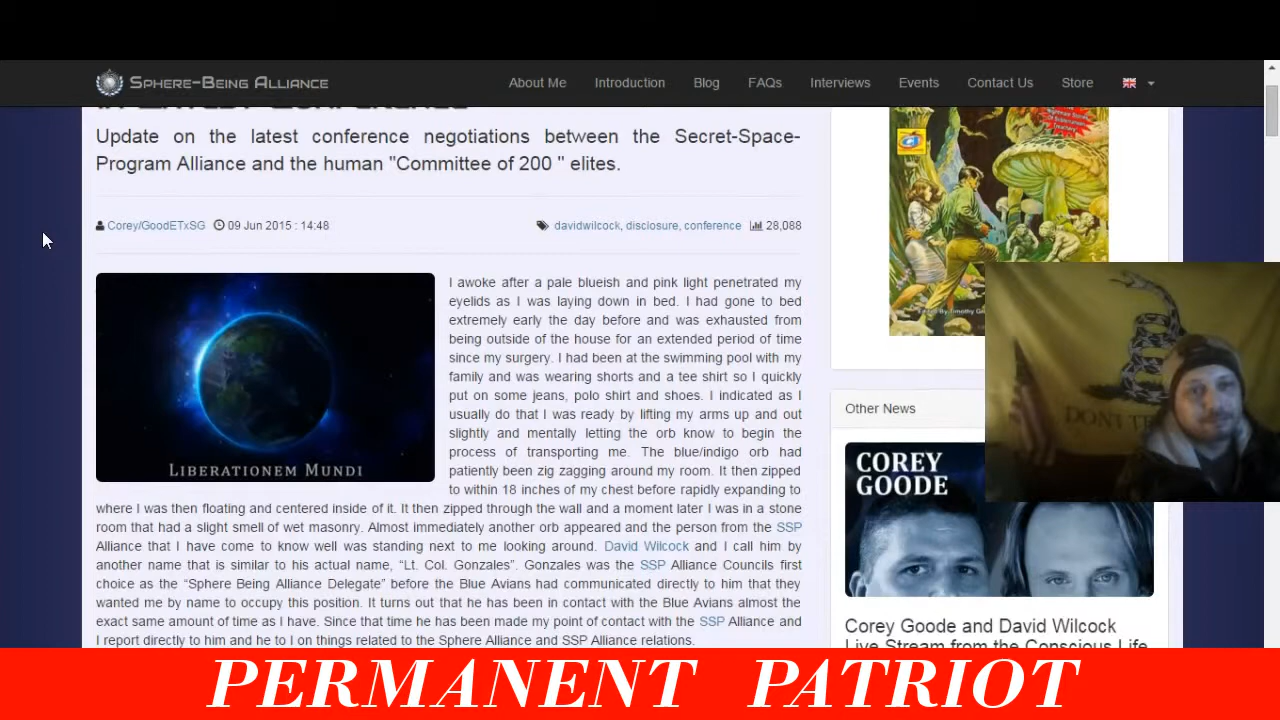 SPHERE-BEING ALLIANCE
About Me Introduction Blog FAQs Interviews Events Contact Us Store
Update on the latest conference negotiations between the Secret-Space-
Program Alliance and the human "Committee of 200 " elites.
Corey/GoodETxSG 09 Jun 2015 : 14:48
davidwilcock, disclosure, conference 28,088
LIBERATIONEM MUNDI
I awoke after a pale blueish and pink light penetrated my
eyelids as I was laying down in bed. I had gone to bed
extremely early the day before and was exhausted from
being outside of the house for an extended period of time
since my surgery. I had been at the swimming pool with my
family and was wearing shorts and a tee shirt so I quickly
put on some jeans, polo shirt and shoes. I indicated as I
usually do that I was ready by lifting my arms up and out
slightly and mentally letting the orb know to begin the
process of transporting me. The blue/indigo orb had
patiently been zig zagging around my room. It then zipped
to within 18 inches of my chest before rapidly expanding to
where I was then floating and centered inside of it. It then zipped through the wall and a moment later I was in a stone
room that had a slight smell of wet masonry. Almost immediately another orb appeared and the person from the SSP
Alliance that I have come to know well was standing next to me looking around. David Wilcock and I call him by
another name that is similar to his actual name, “Lt. Col. Gonzales”. Gonzales was the SSP Alliance Councils first
choice as the “Sphere Being Alliance Delegate” before the Blue Avians had communicated directly to him that they
wanted me by name to occupy this position. It turns out that he has been in contact with the Blue Avians almost the
exact same amount of time as I have. Since that time he has been made my point of contact with the SSP Alliance and
I report directly to him and he to I on things related to the Sphere Alliance and SSP Alliance relations.
DONT
Other News
COREY
GOODE
Corey Goode and David Wilcock
Live Stream from the Conscious Life
PERMANENT PATRIOT